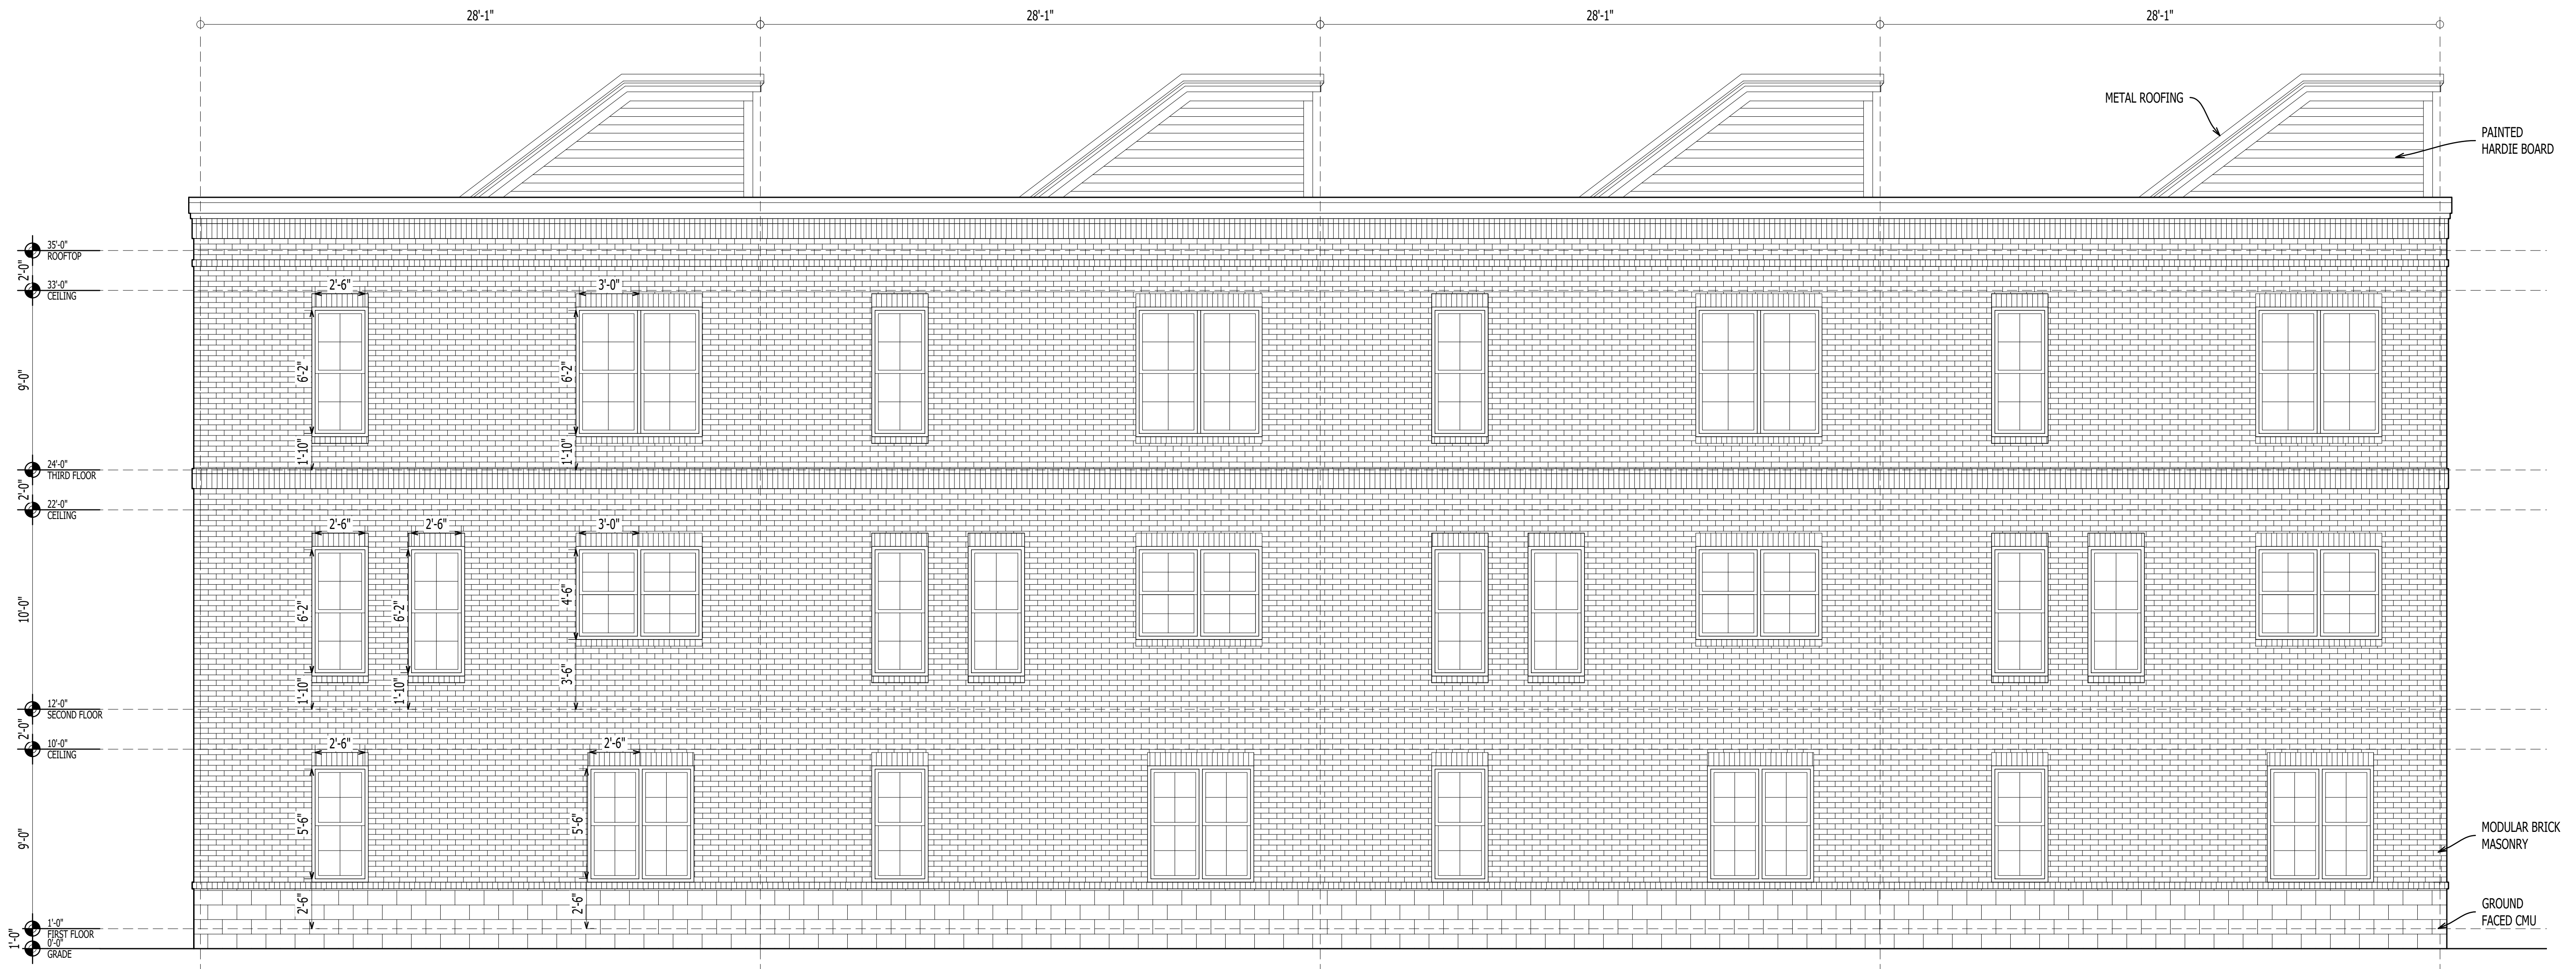 28'-1" 28'-1" 28'-1" 28'-1"
METAL ROOFING
PAINTED
HARDIE BOARD
35'-0"
ROOFTOP
2'-0"
33'-0"
CEILING
2'-6" 3'-0"
9'-0"
6'-2" 6'-2"
1'-10" 1'-10"
24'-0"
THIRD FLOOR
2'-0"
22'-0"
CEILING
2'-6" 2'-6" 3'-0"
10'-0"
6'-2" 6'-2" 4'-6"
1'-10" 1'-10" 3'-6"
12'-0"
SECOND FLOOR
2'-0"
10'-0"
CEILING
2'-6" 2'-6"
9'-0"
5'-6" 5'-6"
MODULAR BRICK
MASONRY
2'-6" 2'-6"
GROUND
FACED CMU
1'-0"
FIRST FLOOR
1'-0"
0'-0"
GRADE